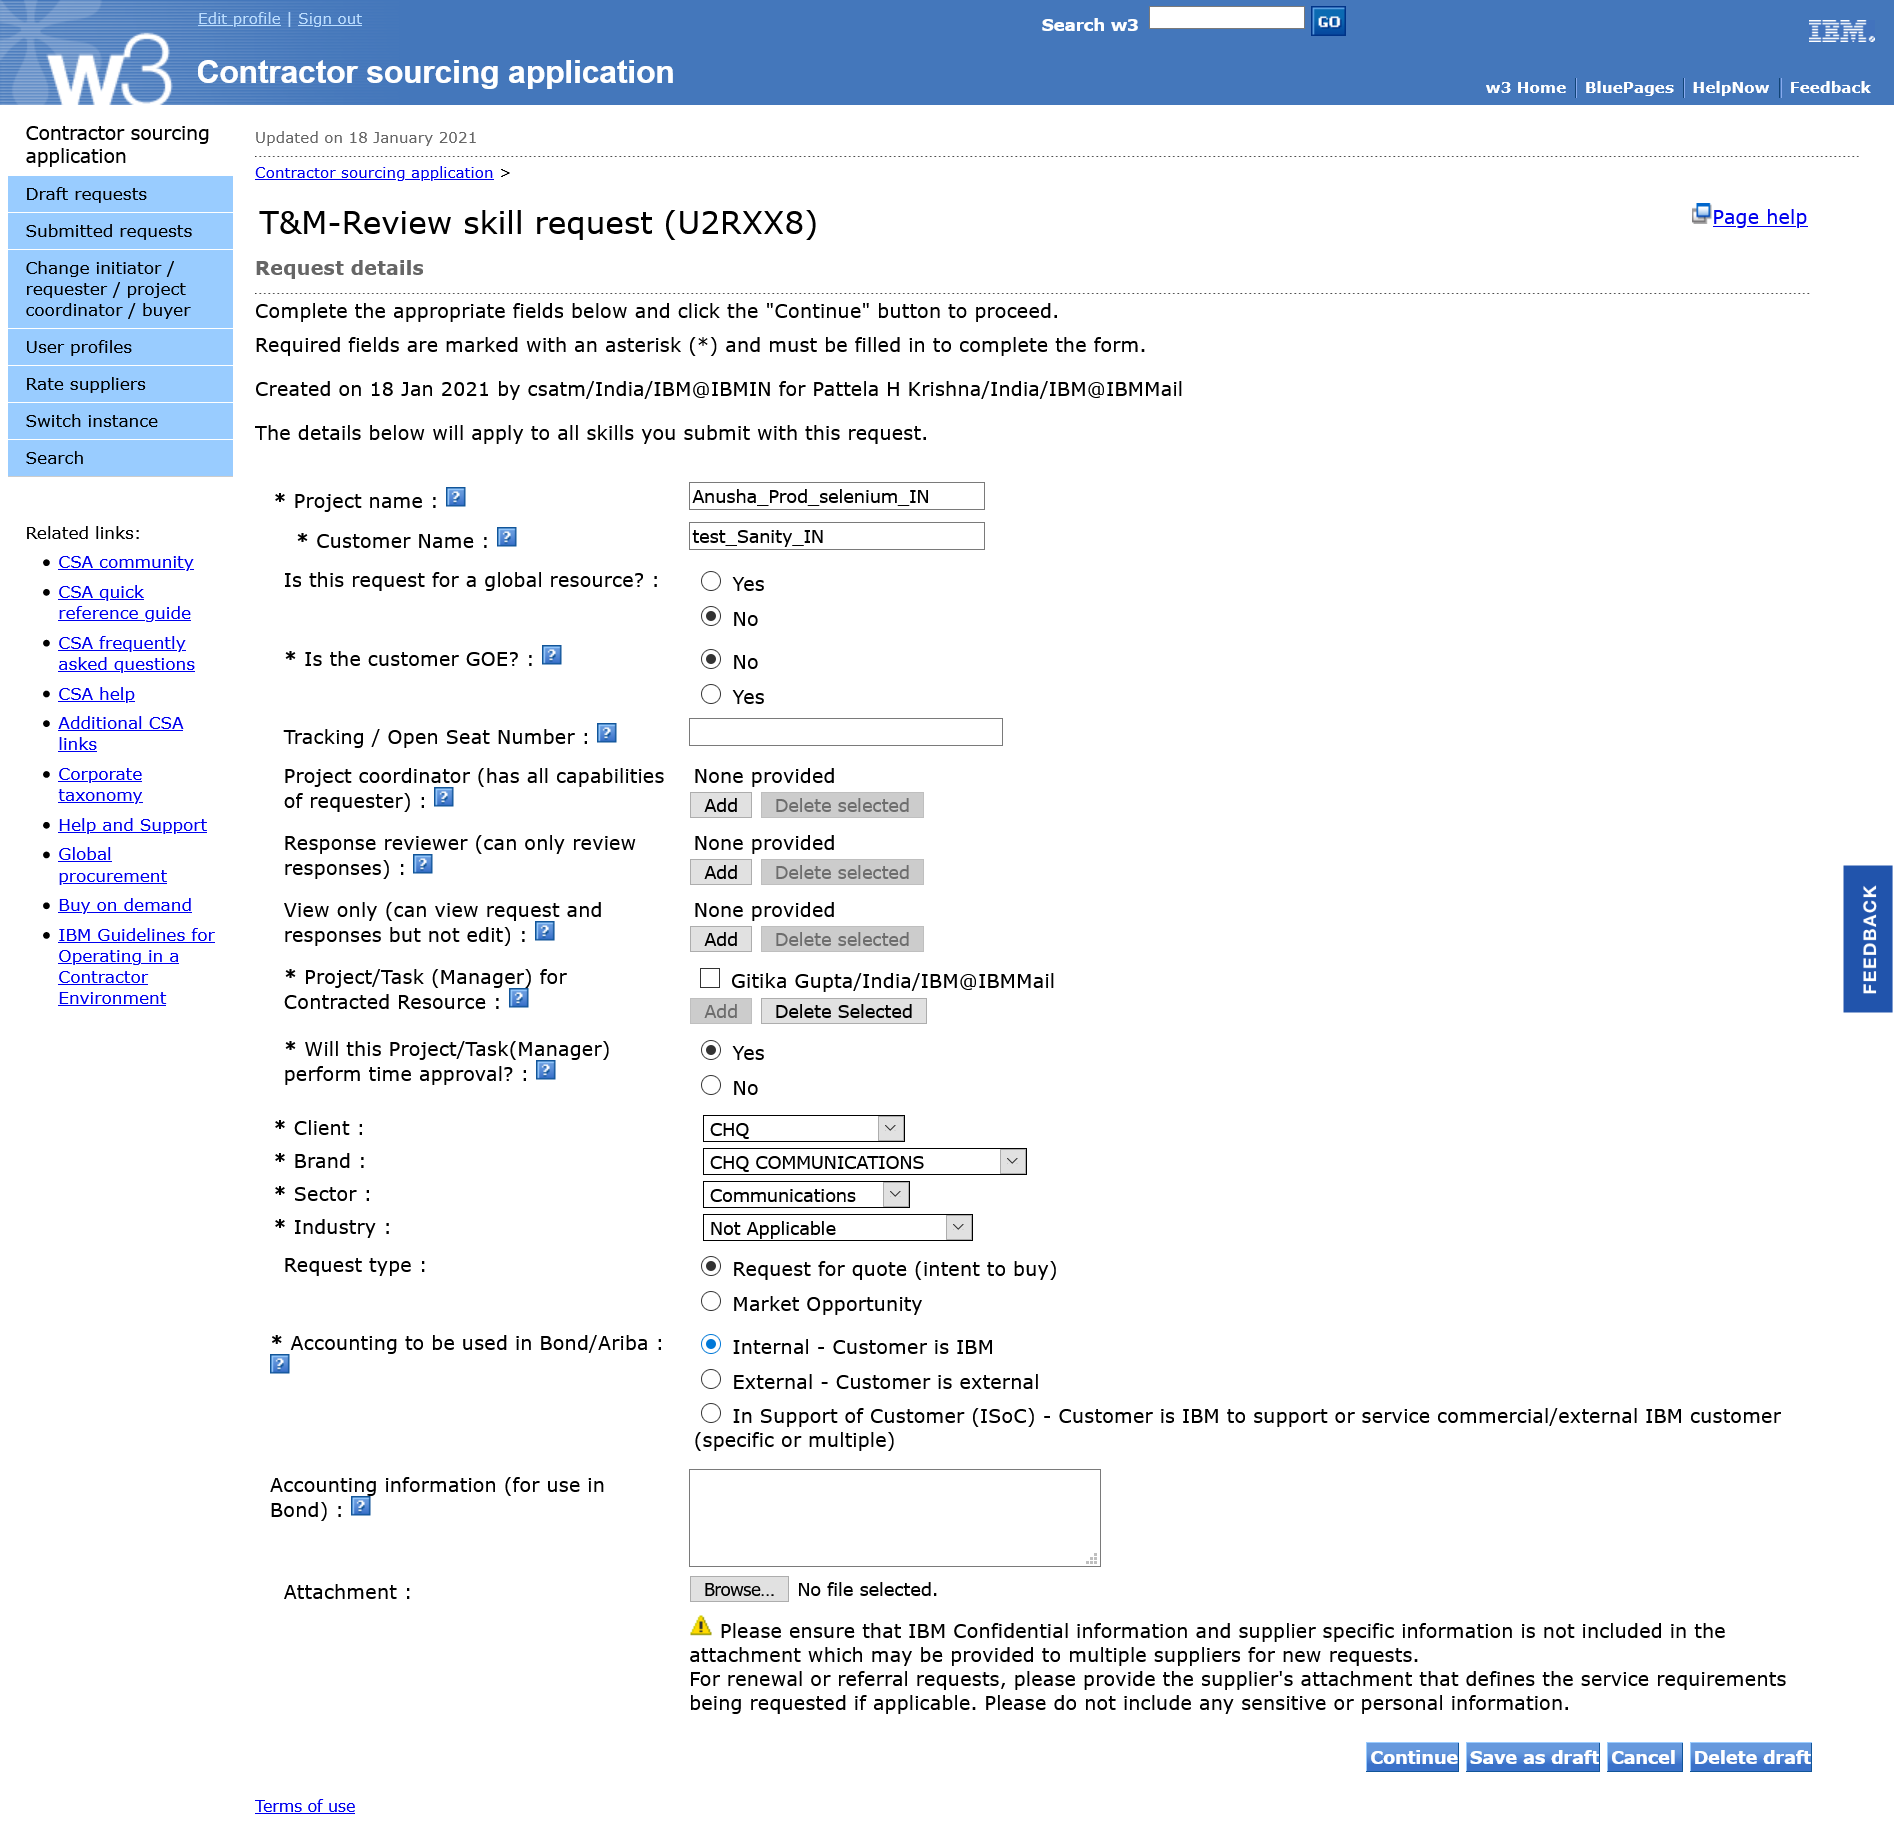 Edit profile | Sign out
Search w3 GO
IBM.
w3 Contractor sourcing application
w3 Home BluePages HelpNow Feedback
Contractor sourcing
application
Draft requests
Submitted requests
Change initiator /
requester / project
coordinator / buyer
User profiles
Rate suppliers
Switch instance
Search
Related links:
CSA community
CSA quick
reference guide
CSA frequently
asked questions
CSA help
Additional CSA
links
Corporate
taxonomy
Help and Support
Global
procurement
Buy on demand
IBM Guidelines for
Operating in a
Contractor
Environment
Updated on 18 January 2021
Contractor sourcing application >
T&M-Review skill request (U2RXX8)
Page help
Request details
Complete the appropriate fields below and click the "Continue" button to proceed.
Required fields are marked with an asterisk (*) and must be filled in to complete the form.
Created on 18 Jan 2021 by csatm/India/IBM@IBMIN for Pattela H Krishna/India/IBM@IBMMail
The details below will apply to all skills you submit with this request.
* Project name : ? Anusha_Prod_selenium_IN
* Customer Name : ? test_Sanity_IN
Is this request for a global resource? : Yes
No
* Is the customer GOE? : ? No
Yes
Tracking / Open Seat Number : ?
Project coordinator (has all capabilities
of requester) : ?
None provided
Add Delete selected
Response reviewer (can only review
responses) : ?
None provided
Add Delete selected
View only (can view request and
responses but not edit) : ?
None provided
Add Delete selected
* Project/Task (Manager) for
Contracted Resource : ?
Gitika Gupta/India/IBM@IBMMail
Add Delete Selected
* Will this Project/Task(Manager)
perform time approval? : ?
Yes
No
* Client : CHQ
* Brand : CHQ COMMUNICATIONS
* Sector : Communications
* Industry : Not Applicable
Request type : Request for quote (intent to buy)
Market Opportunity
* Accounting to be used in Bond/Ariba :
?
Internal - Customer is IBM
External - Customer is external
In Support of Customer (ISoC) - Customer is IBM to support or service commercial/external IBM customer
(specific or multiple)
Accounting information (for use in
Bond) : ?
Attachment : Browse... No file selected.
Please ensure that IBM Confidential information and supplier specific information is not included in the
attachment which may be provided to multiple suppliers for new requests.
For renewal or referral requests, please provide the supplier's attachment that defines the service requirements
being requested if applicable. Please do not include any sensitive or personal information.
Continue Save as draft Cancel Delete draft
Terms of use
FEEDBACK